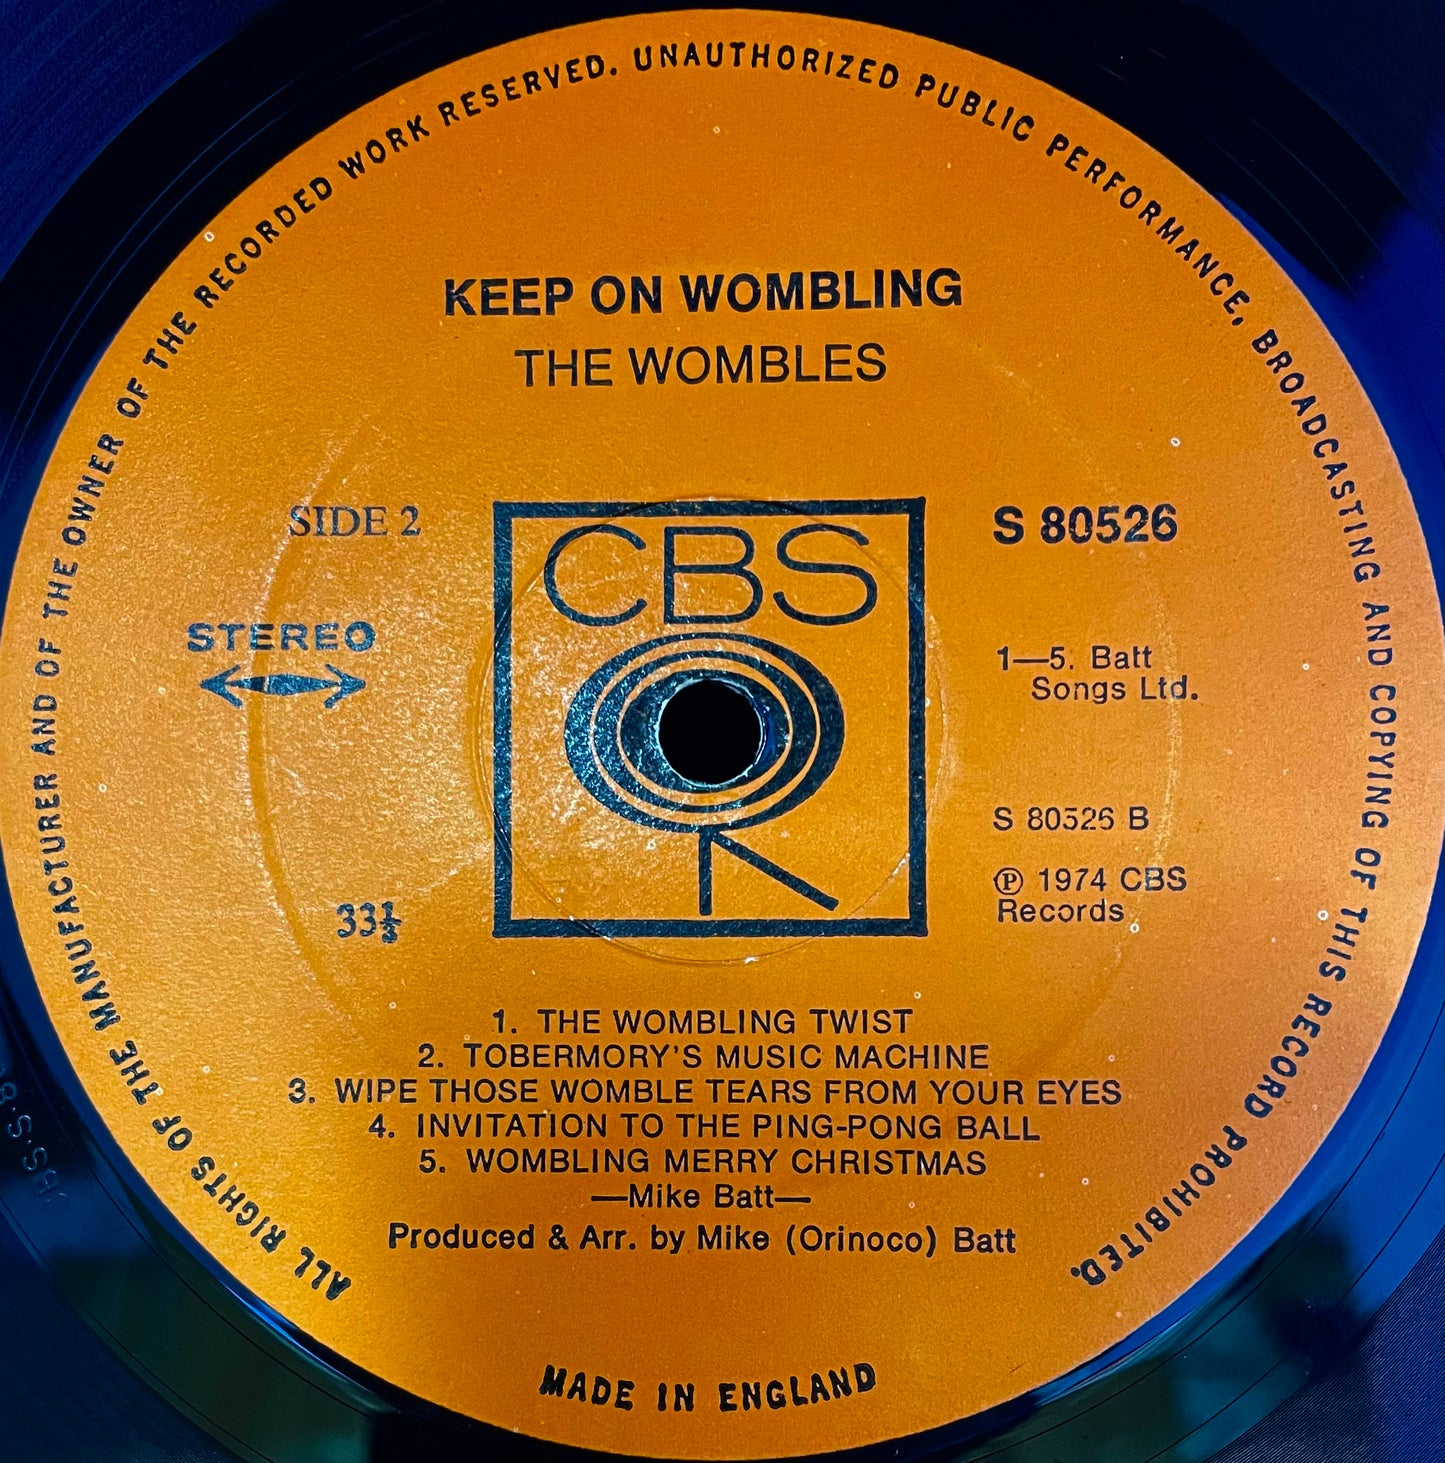 ALL RIGHTS OF THE MANUFACTURER AND OF THE OWNER OF THE RECORDED WORK RESERVED. UNAUTHORIZED PUBLIC PERFORMANCE, BROADCASTING AND COPYING OF THIS RECORD PROHIBITED.
KEEP ON WOMBLING
THE WOMBLES
SIDE 2
CBS
S 80526
STEREO
1—5. Batt
Songs Ltd.
S 80526 B
℗ 1974 CBS
Records
33⅓
1. THE WOMBLING TWIST
2. TOBERMORY'S MUSIC MACHINE
3. WIPE THOSE WOMBLE TEARS FROM YOUR EYES
4. INVITATION TO THE PING-PONG BALL
5. WOMBLING MERRY CHRISTMAS
—Mike Batt—
Produced & Arr. by Mike (Orinoco) Batt
MADE IN ENGLAND